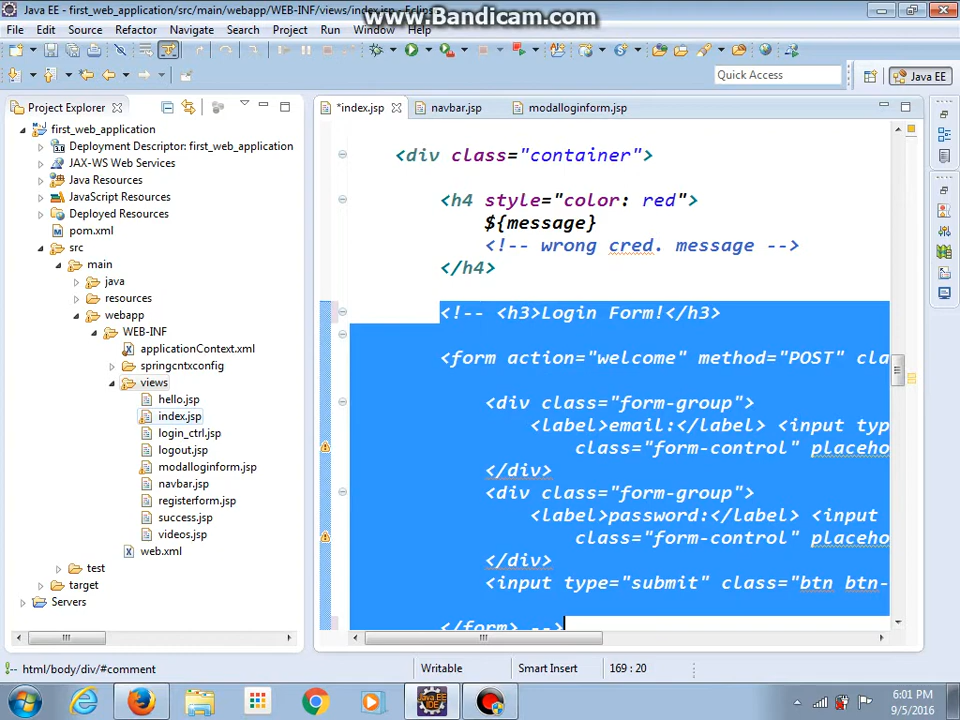 Java EE - first_web_application/src/main/webapp/WEB-INF/views/index.jsp - Eclipse
www.Bandicam.com
File Edit Source Refactor Navigate Search Project Run Window Help
Quick Access
Java EE
Project Explorer
*index.jsp
navbar.jsp
modalloginform.jsp
first_web_application
Deployment Descriptor: first_web_application
JAX-WS Web Services
Java Resources
JavaScript Resources
Deployed Resources
pom.xml
src
main
java
resources
webapp
WEB-INF
applicationContext.xml
springcntxconfig
views
hello.jsp
index.jsp
login_ctrl.jsp
logout.jsp
modalloginform.jsp
navbar.jsp
registerform.jsp
success.jsp
videos.jsp
web.xml
test
target
Servers
<div class="container">
<h4 style="color: red">
${message}
<!-- wrong cred. message -->
</h4>
<!-- <h3>Login Form!</h3>
<form action="welcome" method="POST" cla
<div class="form-group">
<label>email:</label> <input typ
class="form-control" placeho
</div>
<div class="form-group">
<label>password:</label> <input
class="form-control" placeho
</div>
<input type="submit" class="btn btn-
</form> -->
html/body/div/#comment
Writable
Smart Insert
169 : 20
6:01 PM
9/5/2016